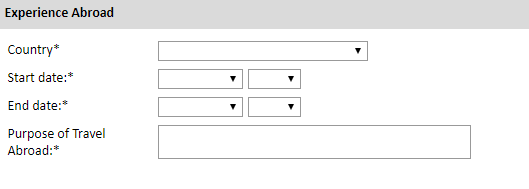 Experience Abroad
Country*
Start date:*
End date:*
Purpose of Travel
Abroad:*